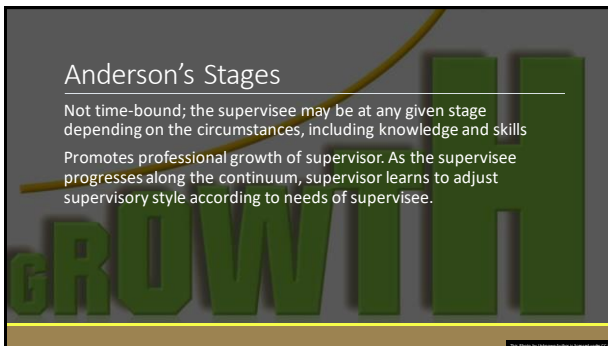 Anderson's Stages
Not time-bound; the supervisee may be at any given stage
depending on the circumstances, including knowledge and skills
Promotes professional growth of supervisor. As the supervisee
progresses along the continuum, supervisor learns to adjust
supervisory style according to needs of supervisee.
GROWTH